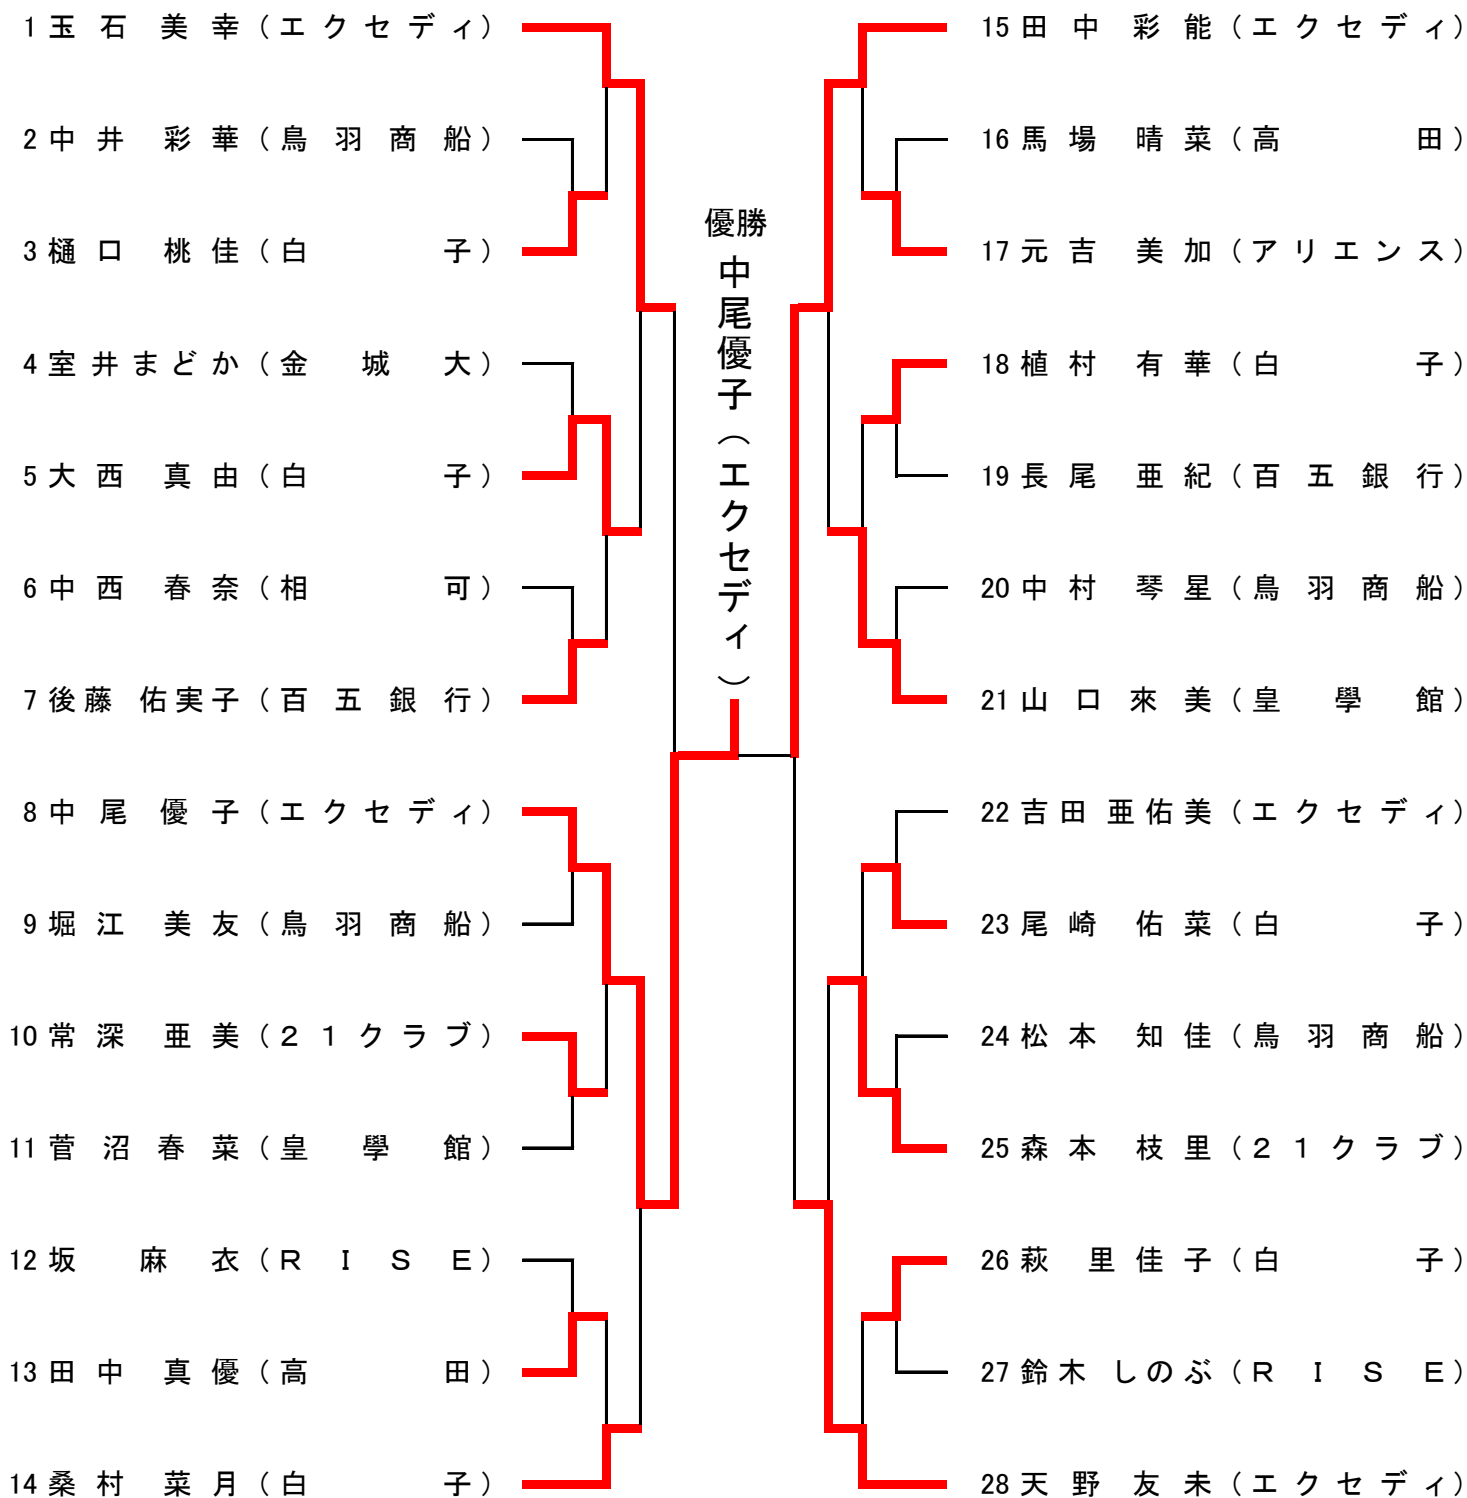 1 玉石 美幸（エクセディ）
2 中井 彩華（鳥羽商船）
3 樋口 桃佳（白子）
4 室井まどか（金城大）
5 大西 真由（白子）
6 中西 春奈（相可）
7 後藤 佑実子（百五銀行）
8 中尾 優子（エクセディ）
9 堀江 美友（鳥羽商船）
10 常深 亜美（２１クラブ）
11 菅沼春菜（皇學館）
12 坂 麻衣（ＲＩＳＥ）
13 田中 真優（高田）
14 桑村 菜月（白子）
優勝
中尾優子（エクセディ）
15 田中 彩能（エクセディ）
16 馬場 晴菜（高田）
17 元吉 美加（アリエンス）
18 植村 有華（白子）
19 長尾 亜紀（百五銀行）
20 中村 琴星（鳥羽商船）
21 山口來美（皇學館）
22 吉田 亜佑美（エクセディ）
23 尾崎 佑菜（白子）
24 松本 知佳（鳥羽商船）
25 森本 枝里（２１クラブ）
26 萩 里佳子（白子）
27 鈴木 しのぶ（ＲＩＳＥ）
28 天野 友未（エクセディ）